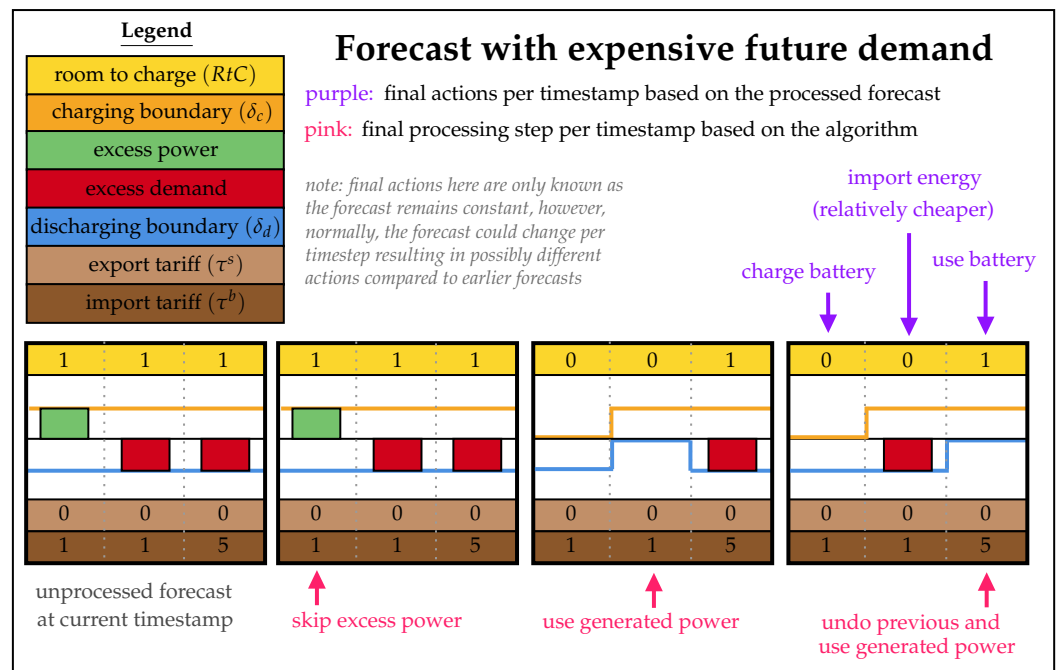 Legend
room to charge (RtC)
charging boundary (δc)
excess power
excess demand
discharging boundary (δd)
export tariff (τˢ)
import tariff (τᵇ)
Forecast with expensive future demand
purple: final actions per timestamp based on the processed forecast
pink: final processing step per timestamp based on the algorithm
note: final actions here are only known as
the forecast remains constant, however,
normally, the forecast could change per
timestep resulting in possibly different
actions compared to earlier forecasts
import energy
(relatively cheaper)
charge battery
use battery
1 1 1
0 0 0
1 1 5
unprocessed forecast
at current timestamp
1 1 1
0 0 0
1 1 5
skip excess power
0 0 1
0 0 0
1 1 5
use generated power
0 0 1
0 0 0
1 1 5
undo previous and
use generated power